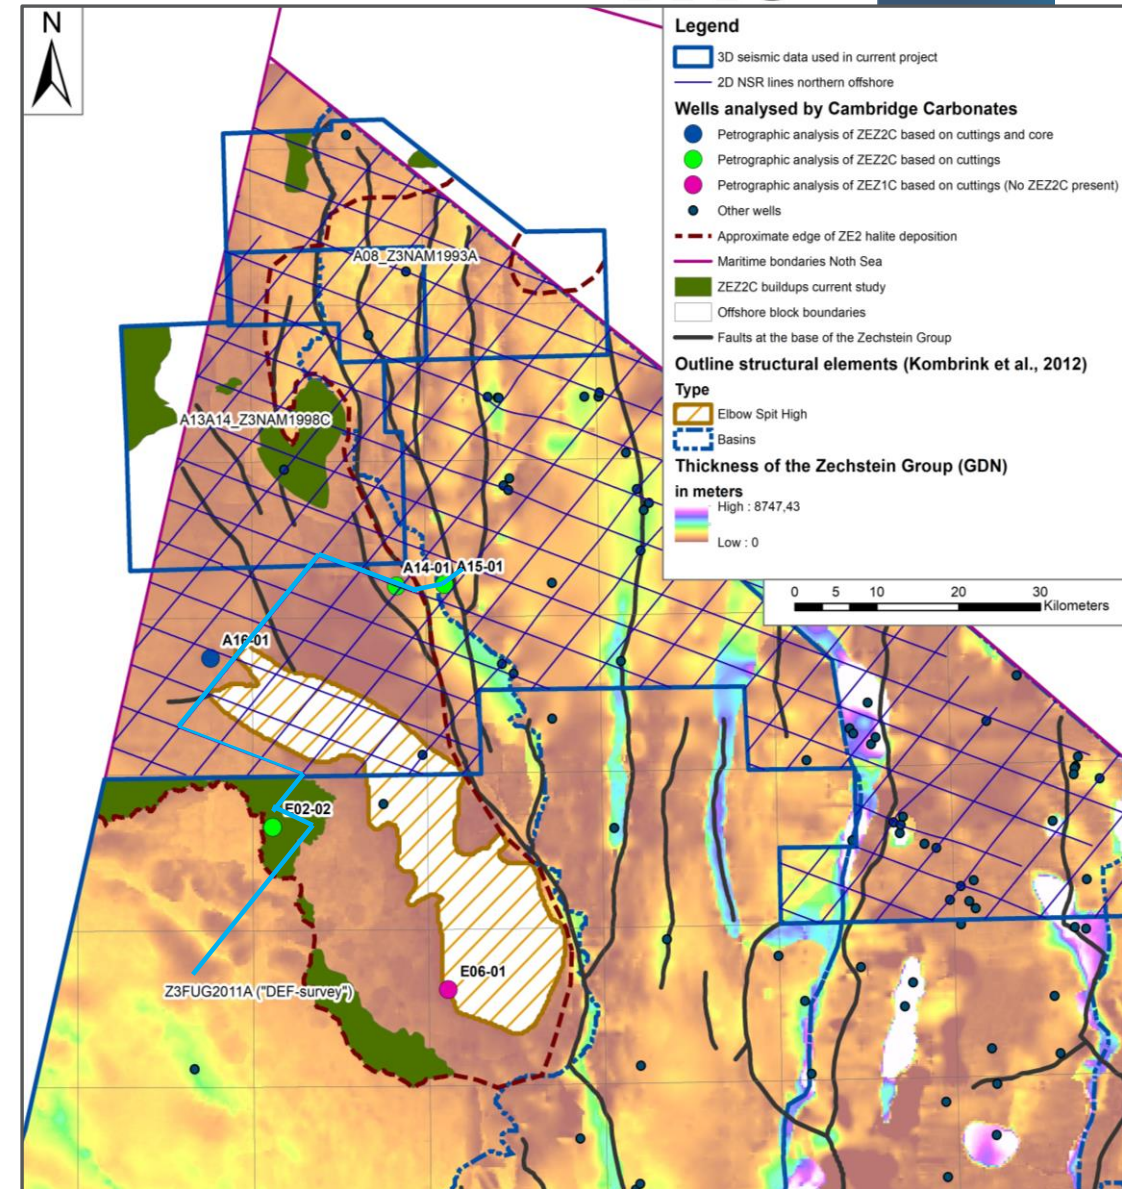 N
Legend
3D seismic data used in current project
2D NSR lines northern offshore
Wells analysed by Cambridge Carbonates
Petrographic analysis of ZEZ2C based on cuttings and core
Petrographic analysis of ZEZ2C based on cuttings
Petrographic analysis of ZEZ1C based on cuttings (No ZEZ2C present)
Other wells
Approximate edge of ZE2 halite deposition
Maritime bondaries Noth Sea
ZEZ2C buildups current study
Offshore block boundaries
Faults at the base of the Zechstein Group
Outline structural elements (Kombrink et al., 2012)
Type
Elbow Spit High
Basins
Thickness of the Zechstein Group (GDN)
in meters
High : 8747,43
Low : 0
0 5 10 20 30
Kilometers
A08_Z3NAM1993A
A13A14_Z3NAM1998C
A14-01 A15-01
A16-01
E02-02
E06-01
Z3FUG2011A ("DEF-survey")